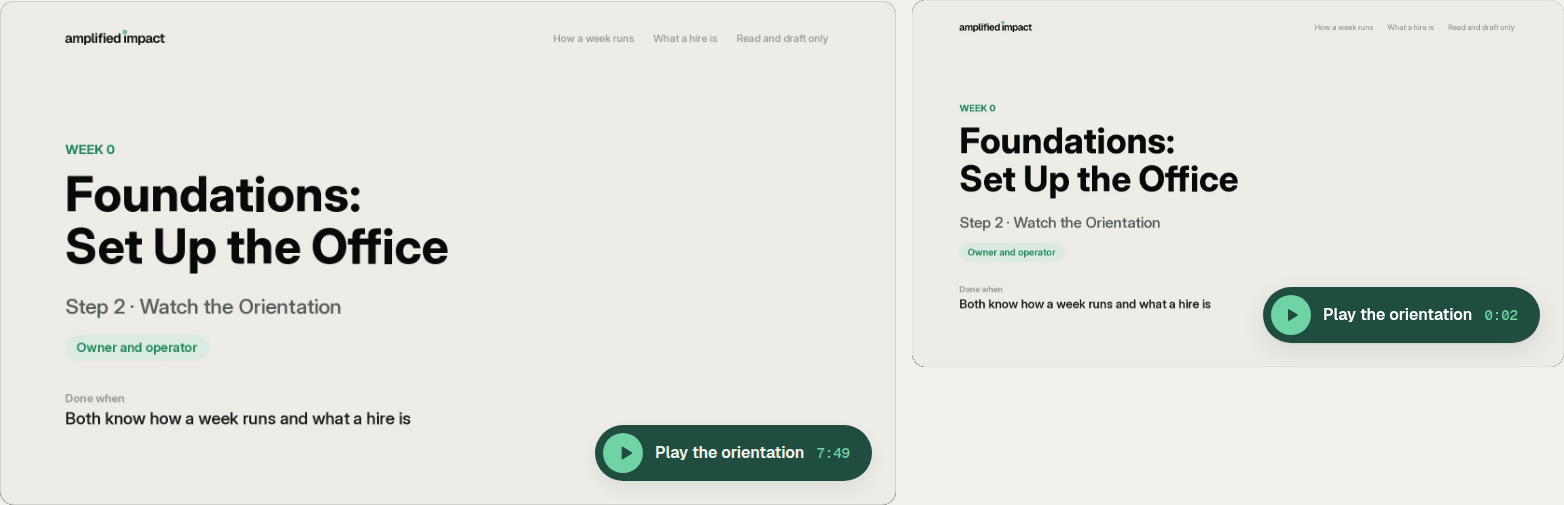 amplified impact
How a week runs What a hire is Read and draft only
WEEK 0
Foundations:
Set Up the Office
Step 2 · Watch the Orientation
Owner and operator
Done when
Both know how a week runs and what a hire is
Play the orientation 7:49
amplified impact
How a week runs What a hire is Read and draft only
WEEK 0
Foundations:
Set Up the Office
Step 2 · Watch the Orientation
Owner and operator
Done when
Both know how a week runs and what a hire is
Play the orientation 0:02